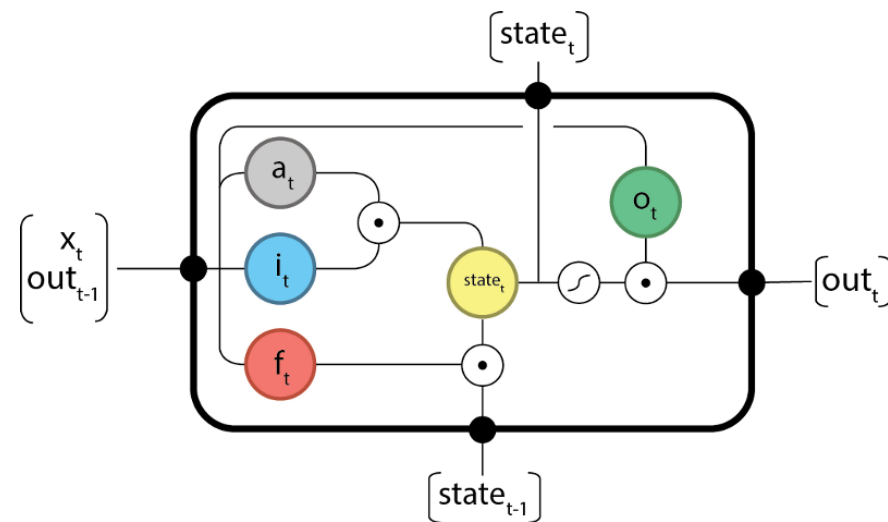 [state_t]
a_t
o_t
x_t
out_t-1
i_t
state_t
[out_t]
f_t
[state_t-1]